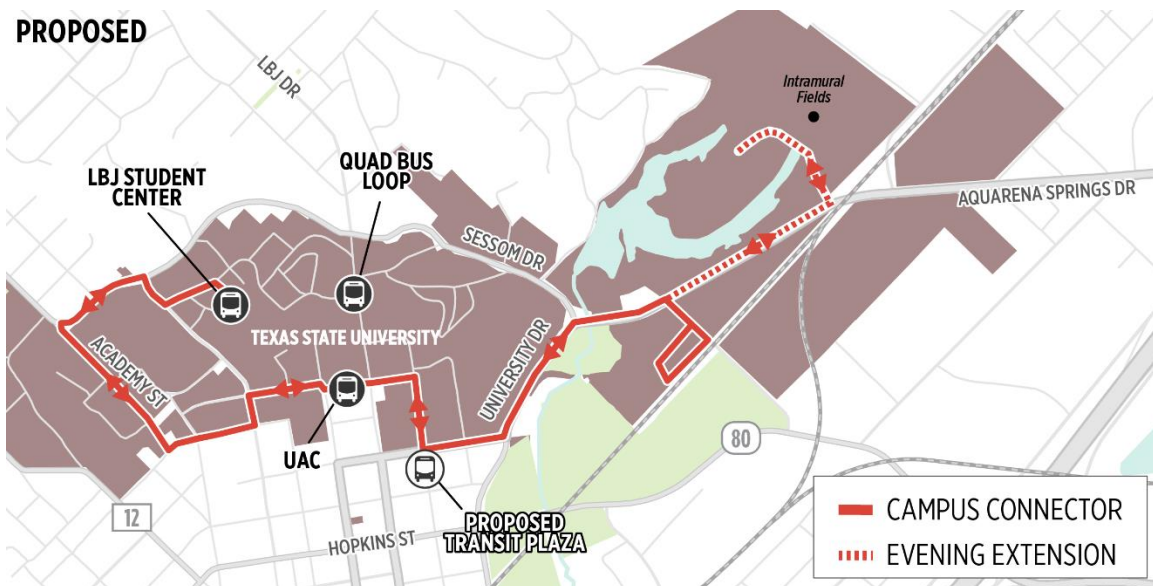 PROPOSED
LBJ DR
Intramural
Fields
LBJ STUDENT
CENTER
QUAD BUS
LOOP
AQUARENA SPRINGS DR
SESSOM DR
TEXAS STATE UNIVERSITY
ACADEMY ST
UNIVERSITY DR
UAC
80
12
PROPOSED
TRANSIT PLAZA
HOPKINS ST
CAMPUS CONNECTOR
EVENING EXTENSION